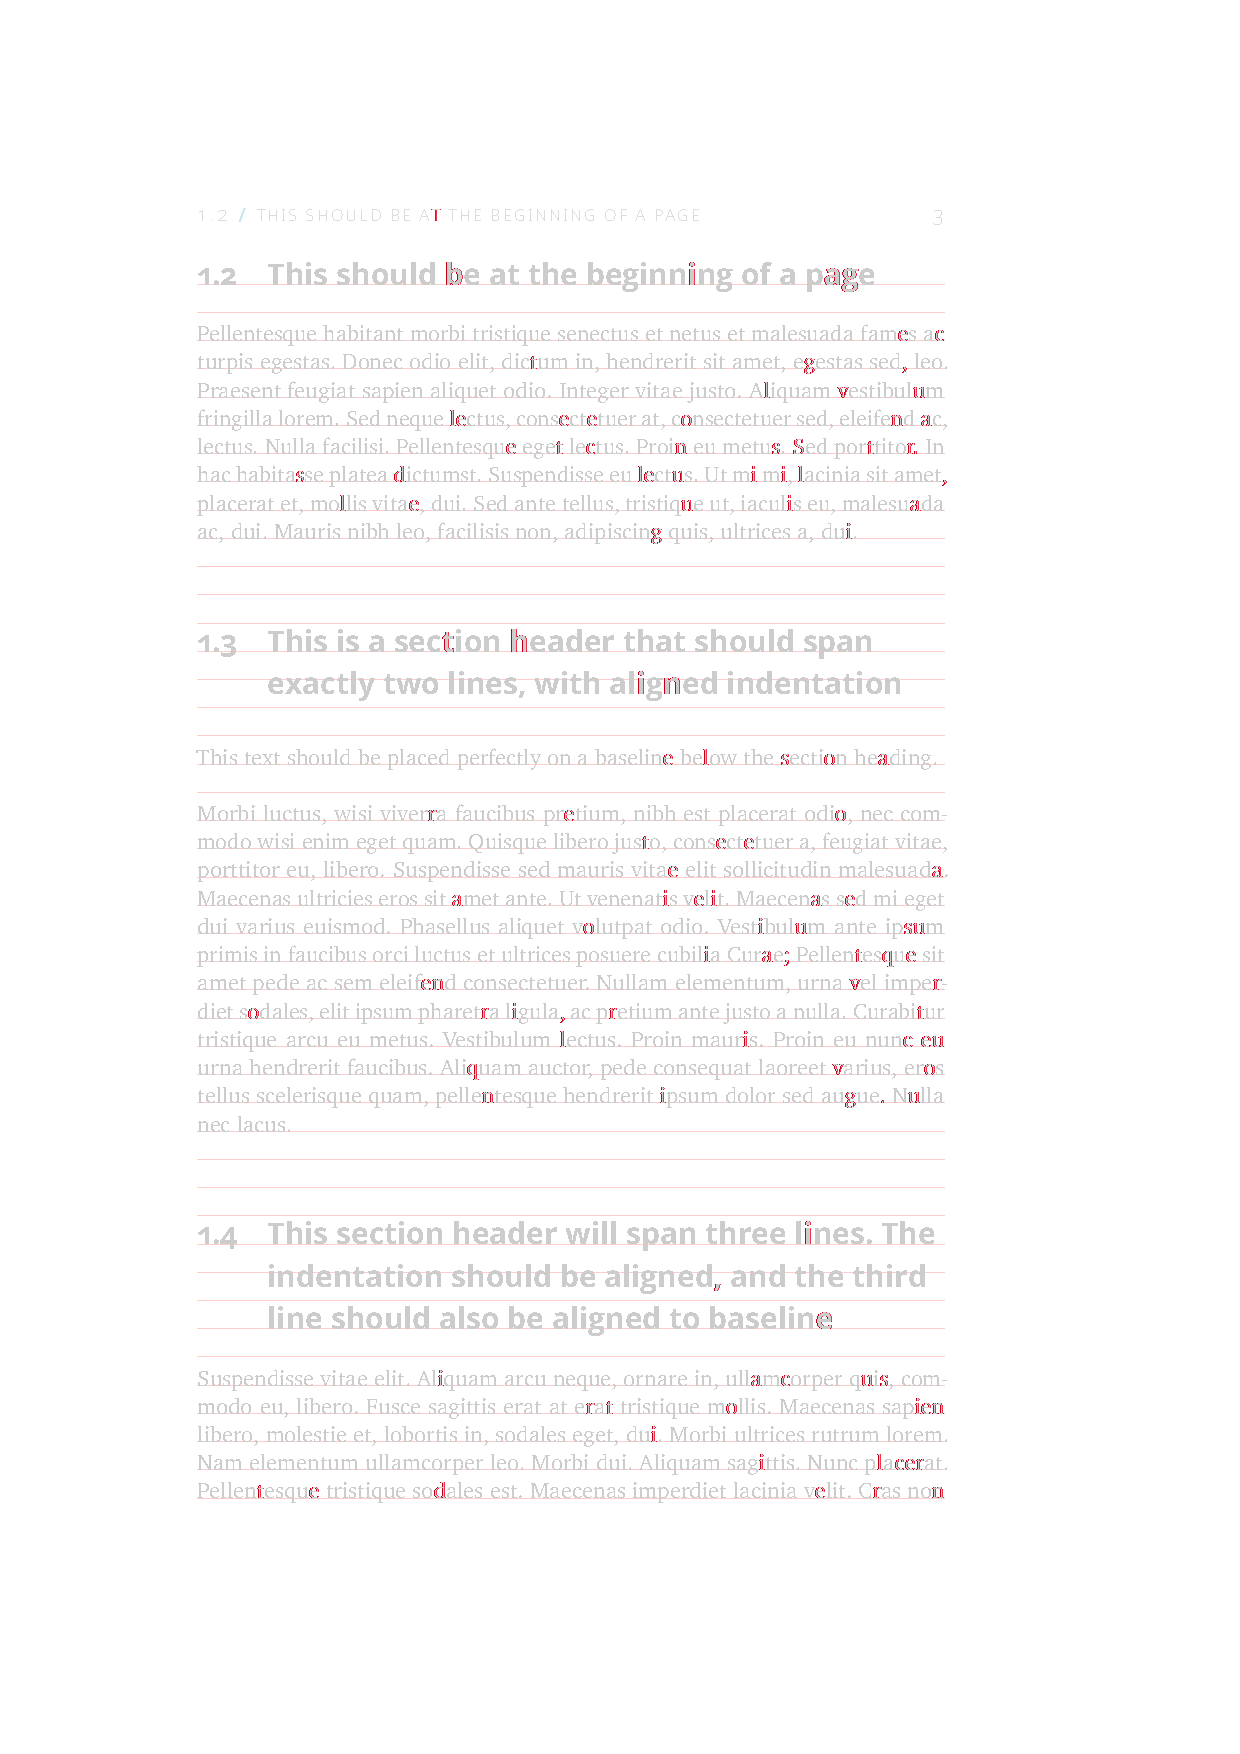 1.2 / THIS SHOULD BE AT THE BEGINNING OF A PAGE 3
1.2 This should be at the beginning of a page
Pellentesque habitant morbi tristique senectus et netus et malesuada fames ac
turpis egestas. Donec odio elit, dictum in, hendrerit sit amet, egestas sed, leo.
Praesent feugiat sapien aliquet odio. Integer vitae justo. Aliquam vestibulum
fringilla lorem. Sed neque lectus, consectetuer at, consectetuer sed, eleifend ac,
lectus. Nulla facilisi. Pellentesque eget lectus. Proin eu metus. Sed porttitor. In
hac habitasse platea dictumst. Suspendisse eu lectus. Ut mi mi, lacinia sit amet,
placerat et, mollis vitae, dui. Sed ante tellus, tristique ut, iaculis eu, malesuada
ac, dui. Mauris nibh leo, facilisis non, adipiscing quis, ultrices a, dui.
1.3 This is a section header that should span
exactly two lines, with aligned indentation
This text should be placed perfectly on a baseline below the section heading.
Morbi luctus, wisi viverra faucibus pretium, nibh est placerat odio, nec com-
modo wisi enim eget quam. Quisque libero justo, consectetuer a, feugiat vitae,
porttitor eu, libero. Suspendisse sed mauris vitae elit sollicitudin malesuada.
Maecenas ultricies eros sit amet ante. Ut venenatis velit. Maecenas sed mi eget
dui varius euismod. Phasellus aliquet volutpat odio. Vestibulum ante ipsum
primis in faucibus orci luctus et ultrices posuere cubilia Curae; Pellentesque sit
amet pede ac sem eleifend consectetuer. Nullam elementum, urna vel imper-
diet sodales, elit ipsum pharetra ligula, ac pretium ante justo a nulla. Curabitur
tristique arcu eu metus. Vestibulum lectus. Proin mauris. Proin eu nunc eu
urna hendrerit faucibus. Aliquam auctor, pede consequat laoreet varius, eros
tellus scelerisque quam, pellentesque hendrerit ipsum dolor sed augue. Nulla
nec lacus.
1.4 This section header will span three lines. The
indentation should be aligned, and the third
line should also be aligned to baseline
Suspendisse vitae elit. Aliquam arcu neque, ornare in, ullamcorper quis, com-
modo eu, libero. Fusce sagittis erat at erat tristique mollis. Maecenas sapien
libero, molestie et, lobortis in, sodales eget, dui. Morbi ultrices rutrum lorem.
Nam elementum ullamcorper leo. Morbi dui. Aliquam sagittis. Nunc placerat.
Pellentesque tristique sodales est. Maecenas imperdiet lacinia velit. Cras non